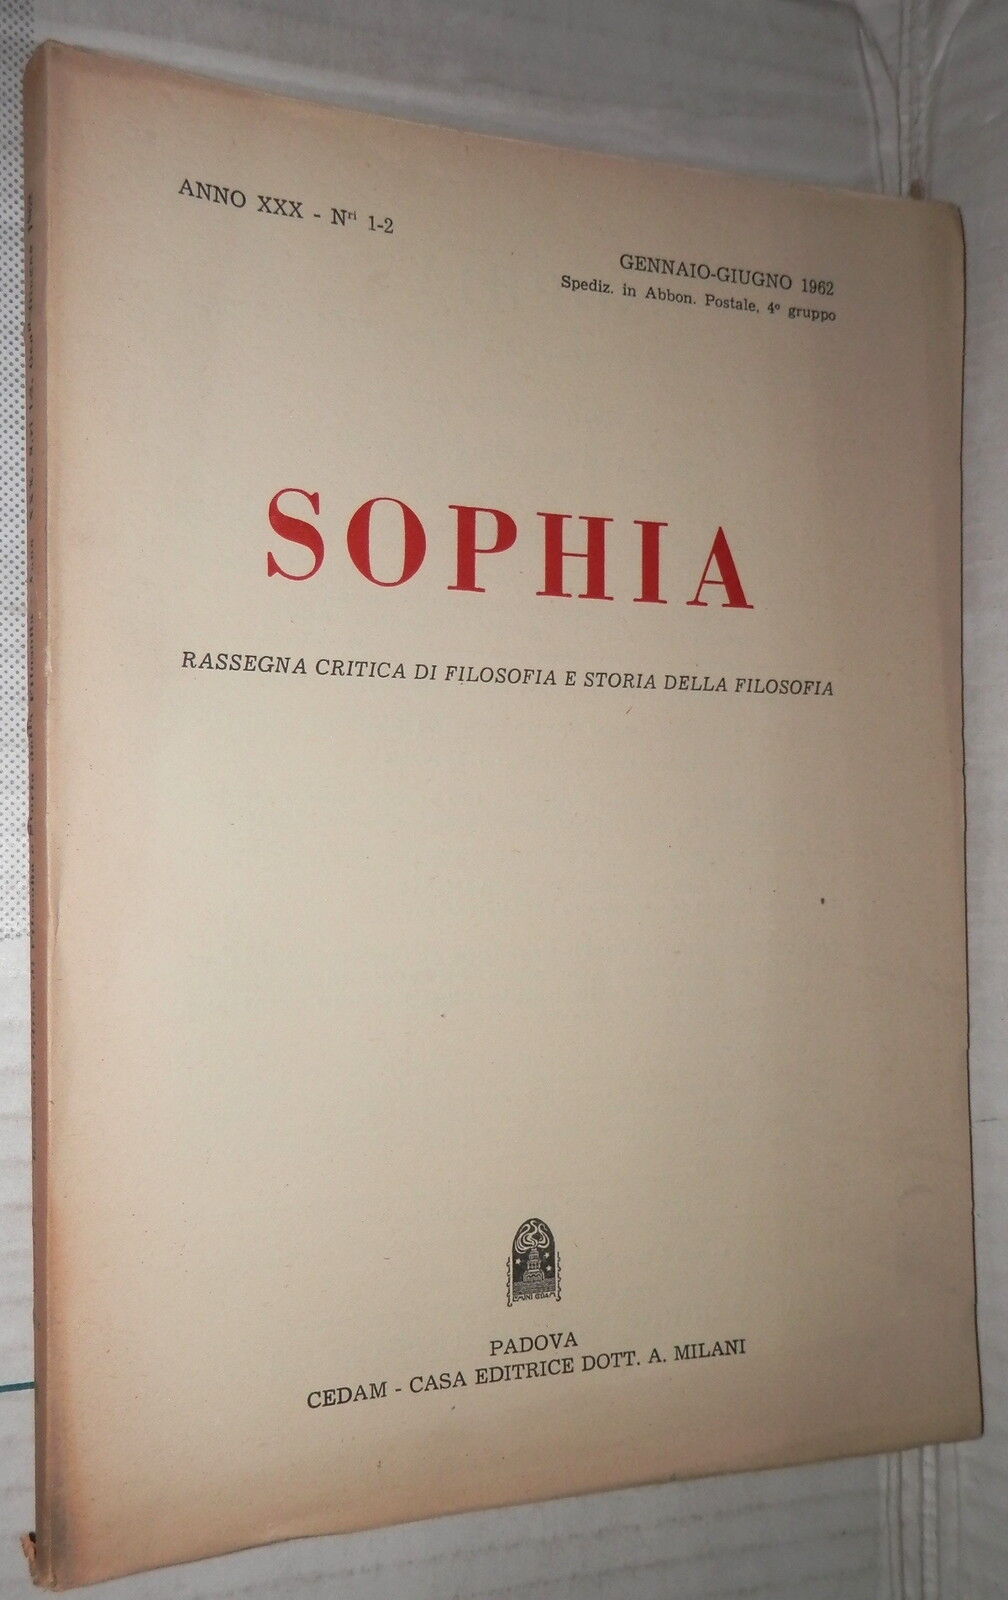 ANNO XXX - Nri 1-2
GENNAIO-GIUGNO 1962
Spediz. in Abbon. Postale, 4º gruppo
SOPHIA
RASSEGNA CRITICA DI FILOSOFIA E STORIA DELLA FILOSOFIA
PADOVA
CEDAM - CASA EDITRICE DOTT. A. MILANI